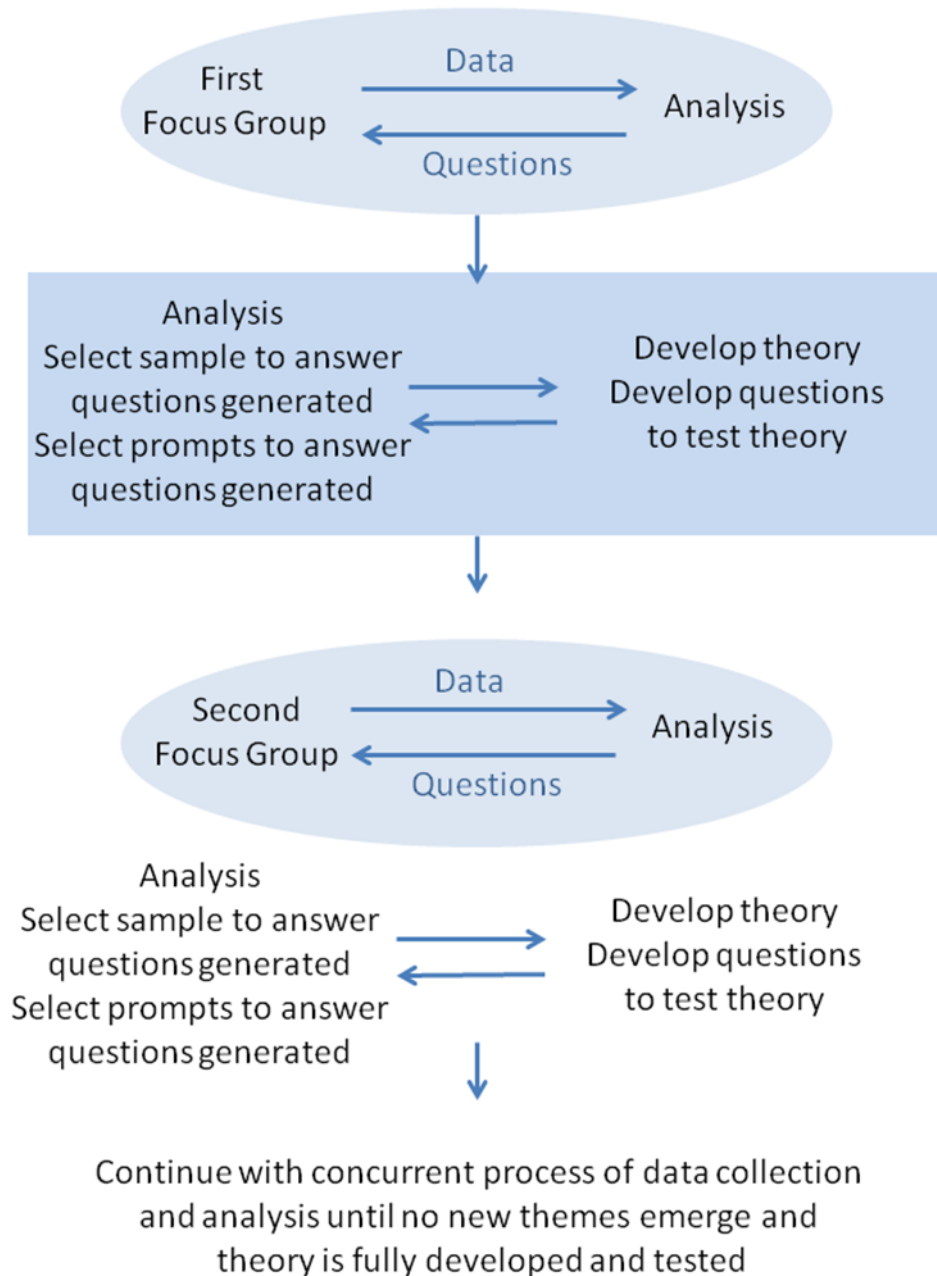 First
Focus Group
Data
Questions
Analysis
Analysis
Select sample to answer
questions generated
Select prompts to answer
questions generated
Develop theory
Develop questions
to test theory
Second
Focus Group
Data
Questions
Analysis
Analysis
Select sample to answer
questions generated
Select prompts to answer
questions generated
Develop theory
Develop questions
to test theory
Continue with concurrent process of data collection
and analysis until no new themes emerge and
theory is fully developed and tested